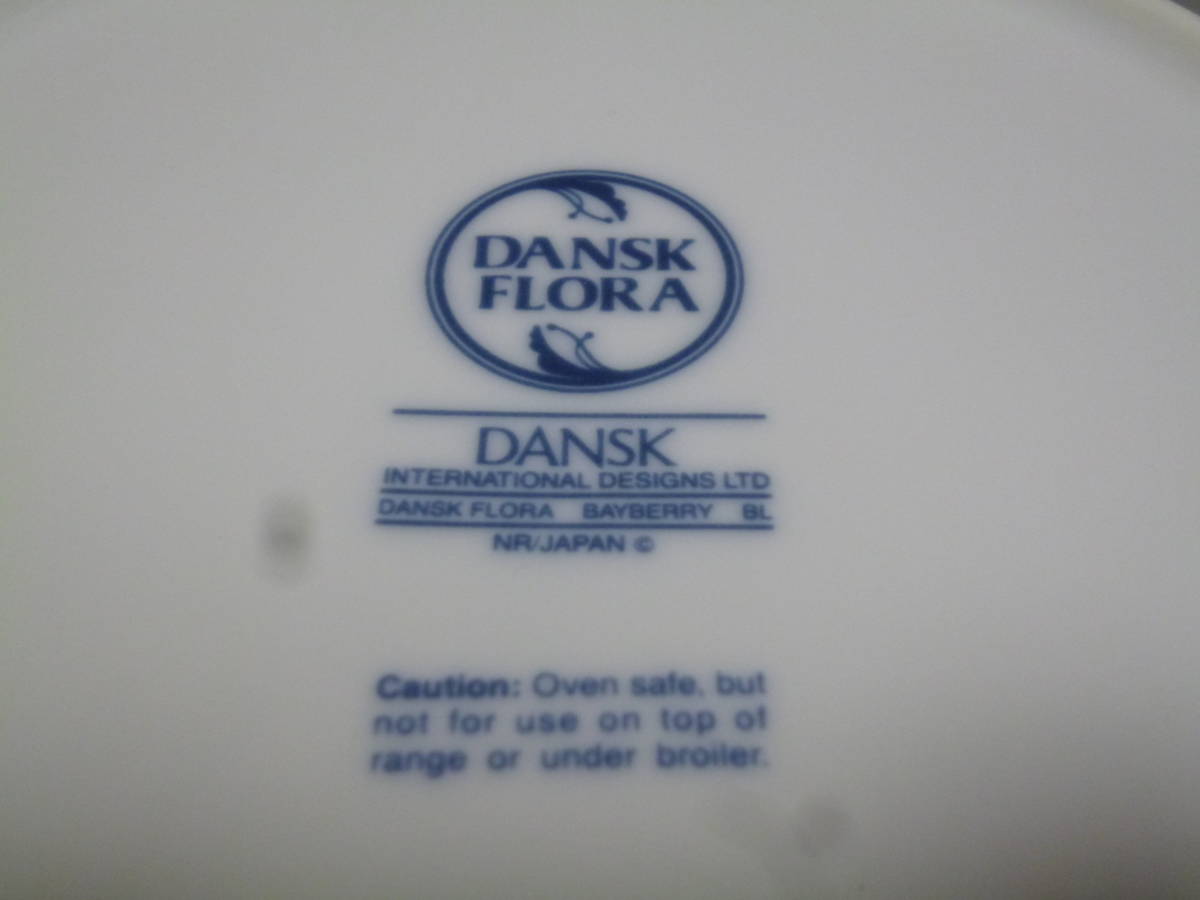 DANSK
FLORA
DANSK
INTERNATIONAL DESIGNS LTD
DANSK FLORA BAYBERRY BL
NR/JAPAN ©
Caution: Oven safe, but
not for use on top of
range or under broiler.